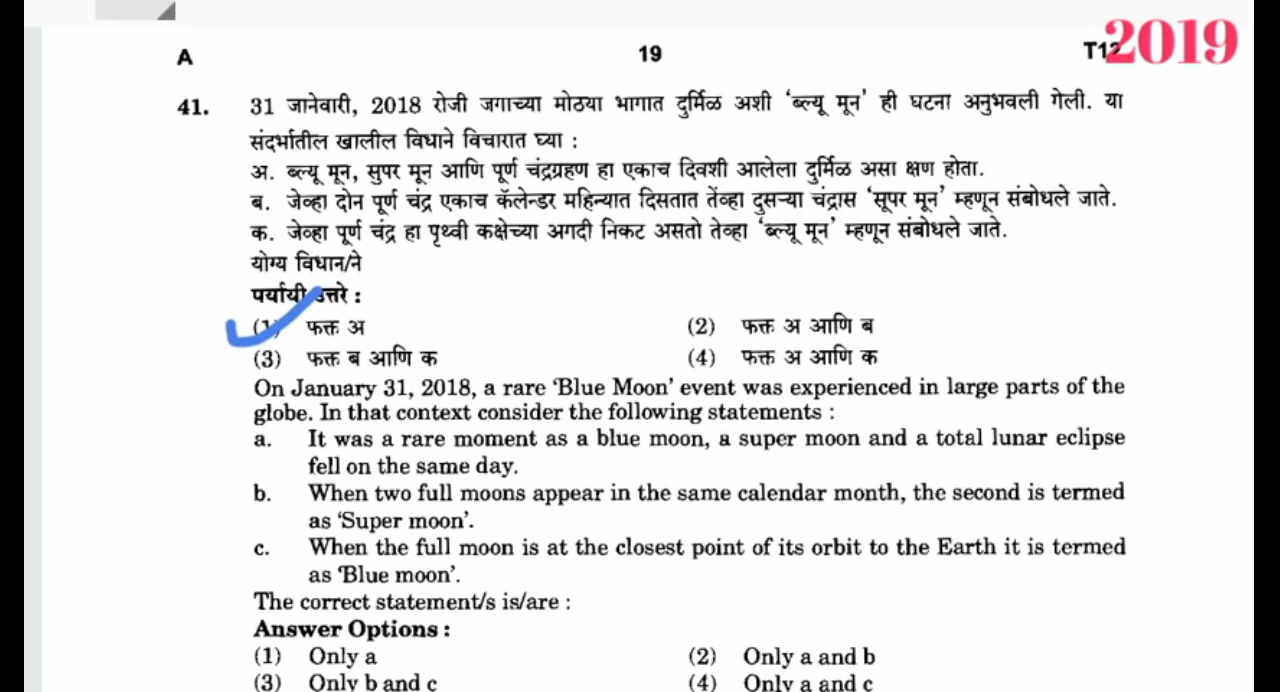 A 19 T12 2019
41. 31 जानेवारी, 2018 रोजी जगाच्या मोठया भागात दुर्मिळ अशी ‘ब्ल्यू मून’ ही घटना अनुभवली गेली. या
संदर्भातील खालील विधाने विचारात घ्या :
अ. ब्ल्यू मून, सुपर मून आणि पूर्ण चंद्रग्रहण हा एकाच दिवशी आलेला दुर्मिळ असा क्षण होता.
ब. जेव्हा दोन पूर्ण चंद्र एकाच कॅलेन्डर महिन्यात दिसतात तेंव्हा दुसऱ्या चंद्रास ‘सूपर मून’ म्हणून संबोधले जाते.
क. जेव्हा पूर्ण चंद्र हा पृथ्वी कक्षेच्या अगदी निकट असतो तेव्हा ‘ब्ल्यू मून’ म्हणून संबोधले जाते.
योग्य विधान/ने
पर्यायी उत्तरे :
(1) फक्त अ (2) फक्त अ आणि ब
(3) फक्त ब आणि क (4) फक्त अ आणि क
On January 31, 2018, a rare ‘Blue Moon’ event was experienced in large parts of the
globe. In that context consider the following statements :
a. It was a rare moment as a blue moon, a super moon and a total lunar eclipse
fell on the same day.
b. When two full moons appear in the same calendar month, the second is termed
as ‘Super moon’.
c. When the full moon is at the closest point of its orbit to the Earth it is termed
as ‘Blue moon’.
The correct statement/s is/are :
Answer Options :
(1) Only a (2) Only a and b
(3) Only b and c (4) Only a and c